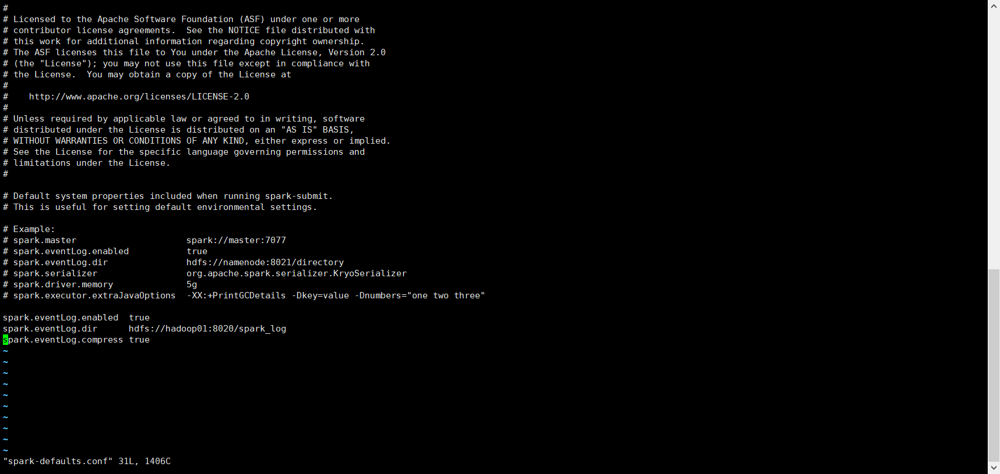 #
# Licensed to the Apache Software Foundation (ASF) under one or more
# contributor license agreements.  See the NOTICE file distributed with
# this work for additional information regarding copyright ownership.
# The ASF licenses this file to You under the Apache License, Version 2.0
# (the "License"); you may not use this file except in compliance with
# the License.  You may obtain a copy of the License at
#
#    http://www.apache.org/licenses/LICENSE-2.0
#
# Unless required by applicable law or agreed to in writing, software
# distributed under the License is distributed on an "AS IS" BASIS,
# WITHOUT WARRANTIES OR CONDITIONS OF ANY KIND, either express or implied.
# See the License for the specific language governing permissions and
# limitations under the License.
#

# Default system properties included when running spark-submit.
# This is useful for setting default environmental settings.

# Example:
# spark.master                     spark://master:7077
# spark.eventLog.enabled           true
# spark.eventLog.dir               hdfs://namenode:8021/directory
# spark.serializer                 org.apache.spark.serializer.KryoSerializer
# spark.driver.memory              5g
# spark.executor.extraJavaOptions  -XX:+PrintGCDetails -Dkey=value -Dnumbers="one two three"

spark.eventLog.enabled  true
spark.eventLog.dir      hdfs://hadoop01:8020/spark_log
spark.eventLog.compress true
~
~
~
~
~
~
~
~
~
~
"spark-defaults.conf" 31L, 1406C